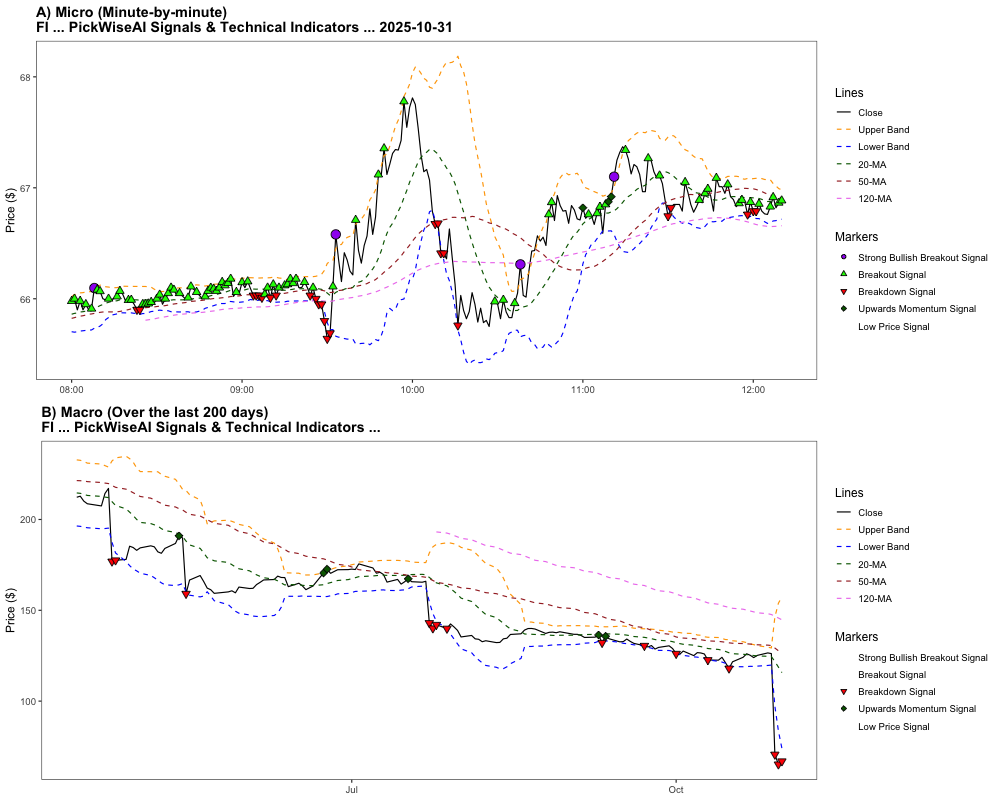 A) Micro (Minute-by-minute)
FI ... PickWiseAI Signals & Technical Indicators ... 2025-10-31
68
67
66
Price ($)
08:00
09:00
10:00
11:00
12:00
Lines
Close
Upper Band
Lower Band
20-MA
50-MA
120-MA
Markers
Strong Bullish Breakout Signal
Breakout Signal
Breakdown Signal
Upwards Momentum Signal
Low Price Signal
B) Macro (Over the last 200 days)
FI ... PickWiseAI Signals & Technical Indicators ...
200
150
100
Price ($)
Jul
Oct
Lines
Close
Upper Band
Lower Band
20-MA
50-MA
120-MA
Markers
Strong Bullish Breakout Signal
Breakout Signal
Breakdown Signal
Upwards Momentum Signal
Low Price Signal